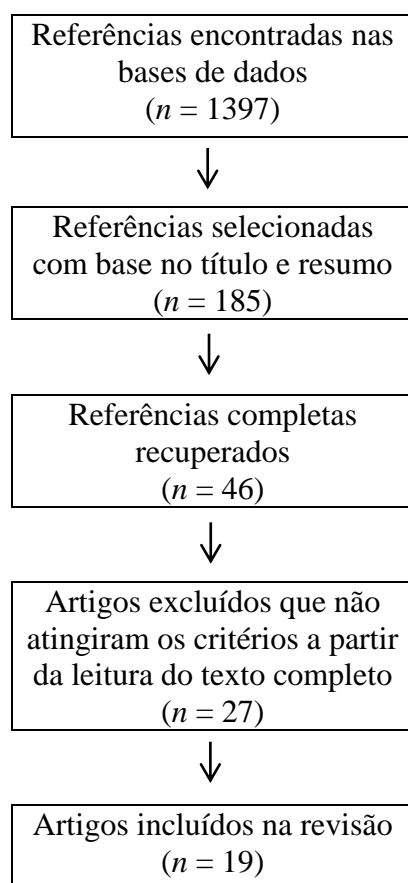 Referências encontradas nas
bases de dados
(n = 1397)
Referências selecionadas
com base no título e resumo
(n = 185)
Referências completas
recuperados
(n = 46)
Artigos excluídos que não
atingiram os critérios a partir
da leitura do texto completo
(n = 27)
Artigos incluídos na revisão
(n = 19)